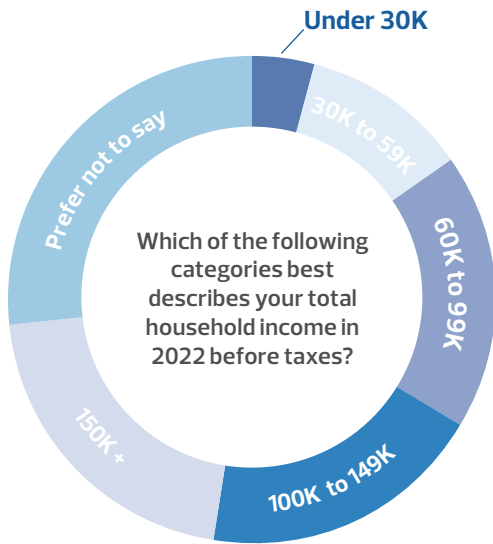 Under 30K
30K to 59K
60K to 99K
100K to 149K
150K +
Prefer not to say
Which of the following
categories best
describes your total
household income in
2022 before taxes?